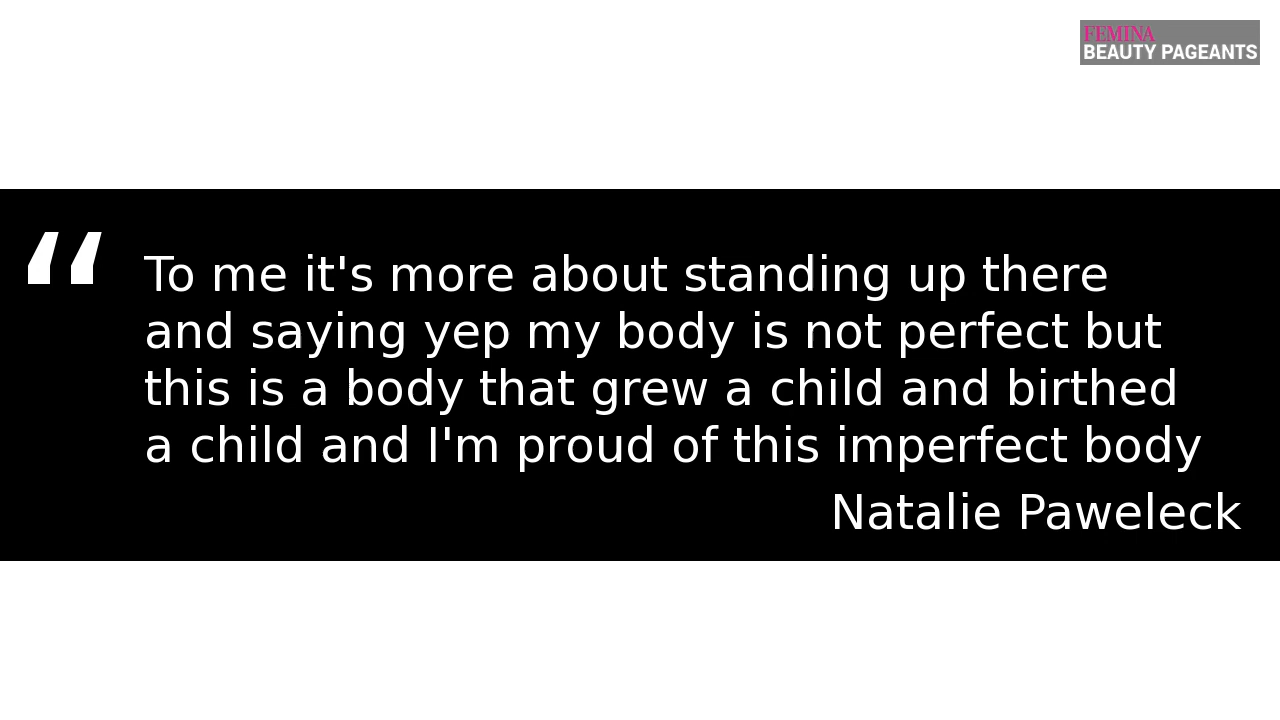 FEMINA
BEAUTY PAGEANTS
“ To me it's more about standing up there
and saying yep my body is not perfect but
this is a body that grew a child and birthed
a child and I'm proud of this imperfect body
Natalie Paweleck